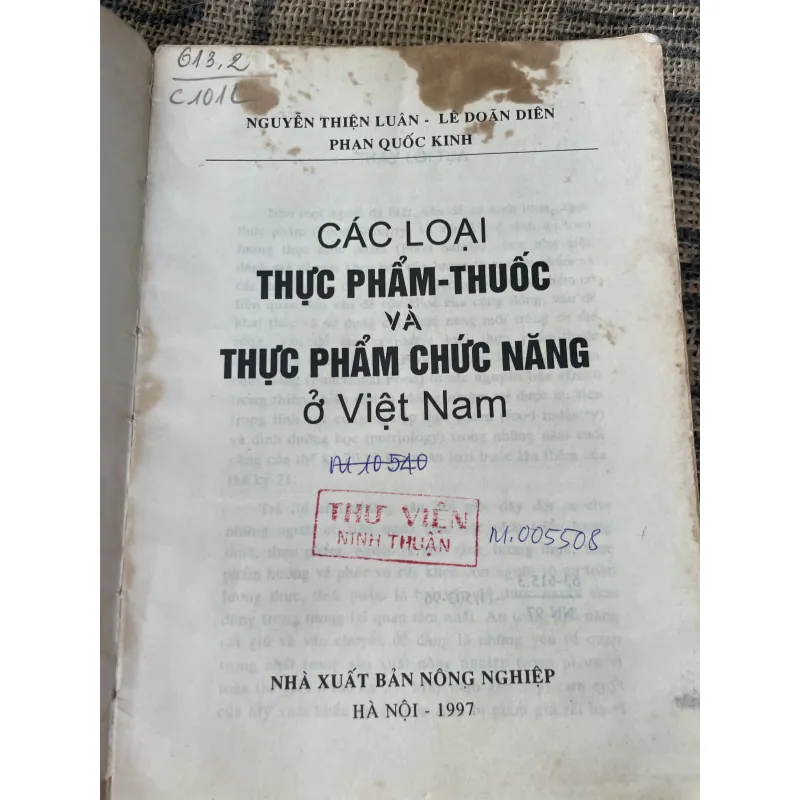 613,2
C101L
NGUYỄN THIỆN LUÂN - LÊ DOÃN DIÊN
PHAN QUỐC KINH
CÁC LOẠI
THỰC PHẨM-THUỐC
VÀ
THỰC PHẨM CHỨC NĂNG
ở Việt Nam
M 10540
THƯ VIỆN
NINH THUẬN
M.005508
NHÀ XUẤT BẢN NÔNG NGHIỆP
HÀ NỘI - 1997